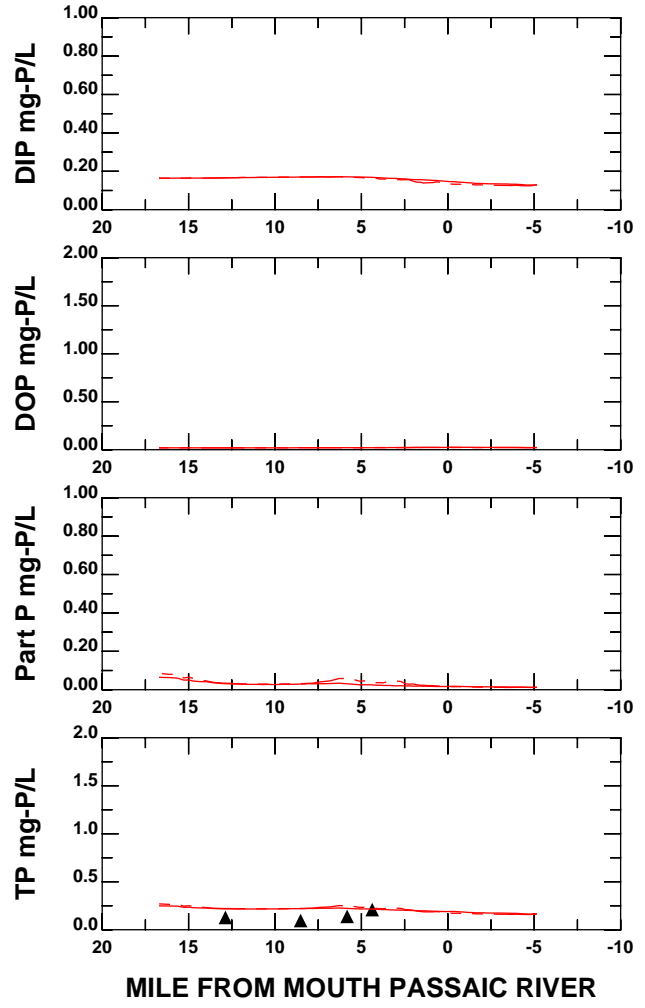 1.00
0.80
0.60
0.40
0.20
0.00
DIP mg-P/L
20 15 10 5 0 -5 -10
2.00
1.50
1.00
0.50
0.00
DOP mg-P/L
20 15 10 5 0 -5 -10
1.00
0.80
0.60
0.40
0.20
0.00
Part P mg-P/L
20 15 10 5 0 -5 -10
2.0
1.5
1.0
0.5
0.0
TP mg-P/L
20 15 10 5 0 -5 -10
MILE FROM MOUTH PASSAIC RIVER